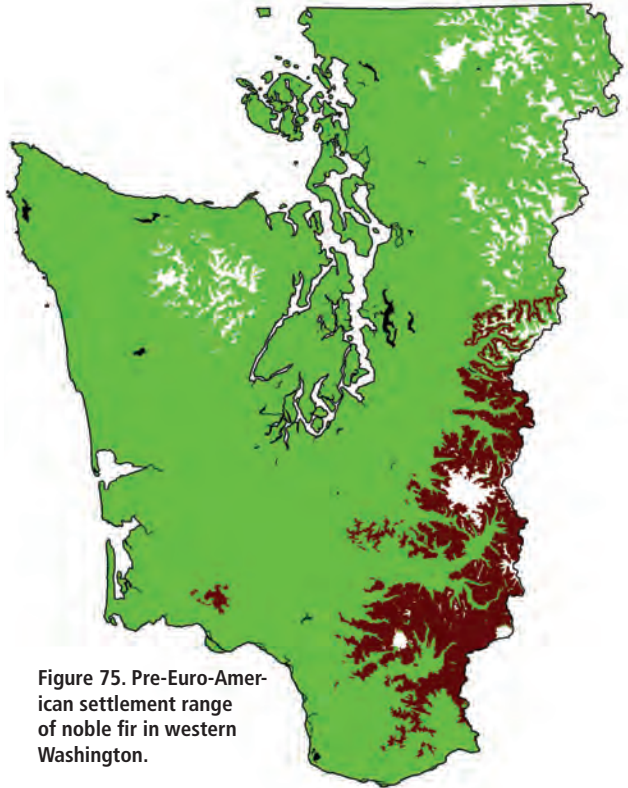 Figure 75. Pre-Euro-Amer-
ican settlement range
of noble fir in western
Washington.